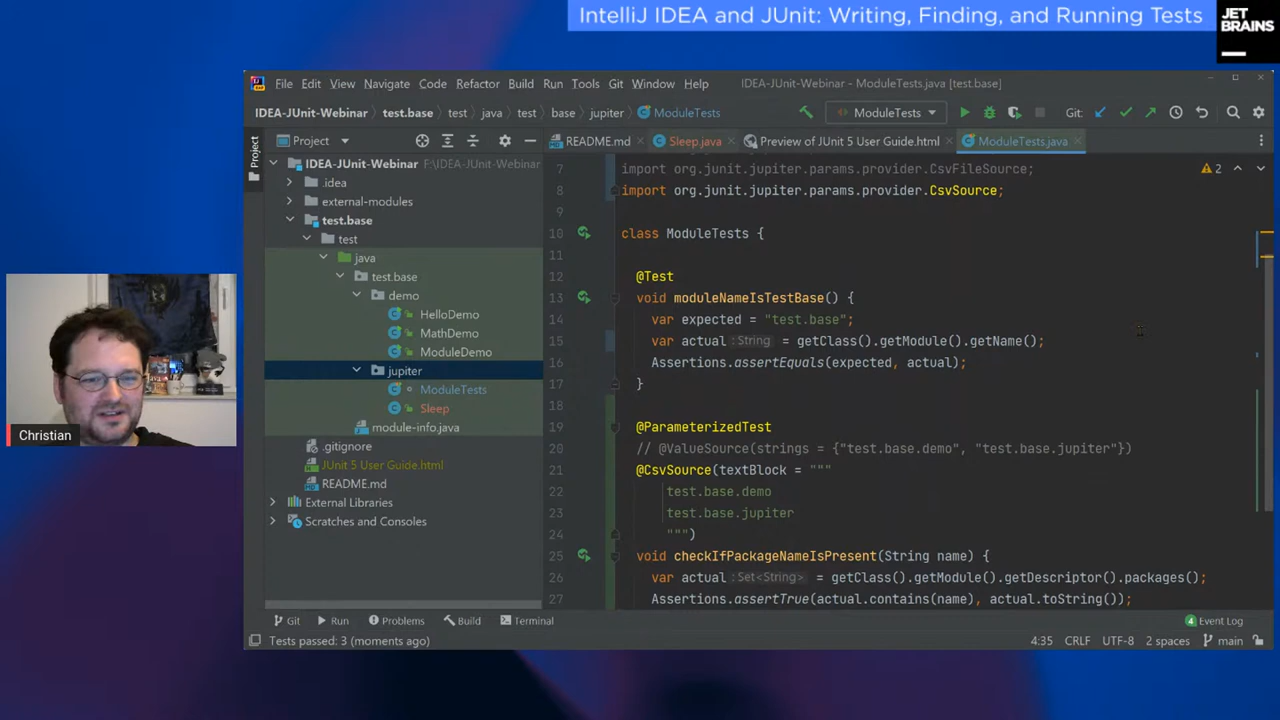 IntelliJ IDEA and JUnit: Writing, Finding, and Running Tests
JET
BRAINS
File Edit View Navigate Code Refactor Build Run Tools Git Window Help
IDEA-JUnit-Webinar - ModuleTests.java [test.base]
IDEA-JUnit-Webinar test.base test java test base jupiter ModuleTests
ModuleTests
Git:
Project
Project
README.md
Sleep.java
Preview of JUnit 5 User Guide.html
ModuleTests.java
IDEA-JUnit-Webinar F:\IDEA-JUnit-Webinar
.idea
external-modules
test.base
test
java
test.base
demo
HelloDemo
MathDemo
ModuleDemo
jupiter
ModuleTests
Sleep
module-info.java
.gitignore
JUnit 5 User Guide.html
README.md
External Libraries
Scratches and Consoles
7 import org.junit.jupiter.params.provider.CsvFileSource;
8 import org.junit.jupiter.params.provider.CsvSource;
2
9
10 class ModuleTests {
11
12 @Test
13 void moduleNameIsTestBase() {
14 var expected = "test.base";
15 var actual : String = getClass().getModule().getName();
16 Assertions.assertEquals(expected, actual);
17 }
18
19 @ParameterizedTest
20 // @ValueSource(strings = {"test.base.demo", "test.base.jupiter"})
21 @CsvSource(textBlock = """
22 test.base.demo
23 test.base.jupiter
24 """)
25 void checkIfPackageNameIsPresent(String name) {
26 var actual : Set<String> = getClass().getModule().getDescriptor().packages();
27 Assertions.assertTrue(actual.contains(name), actual.toString());
Christian
Git Run Problems Build Terminal
4 Event Log
Tests passed: 3 (moments ago)
4:35 CRLF UTF-8 2 spaces main